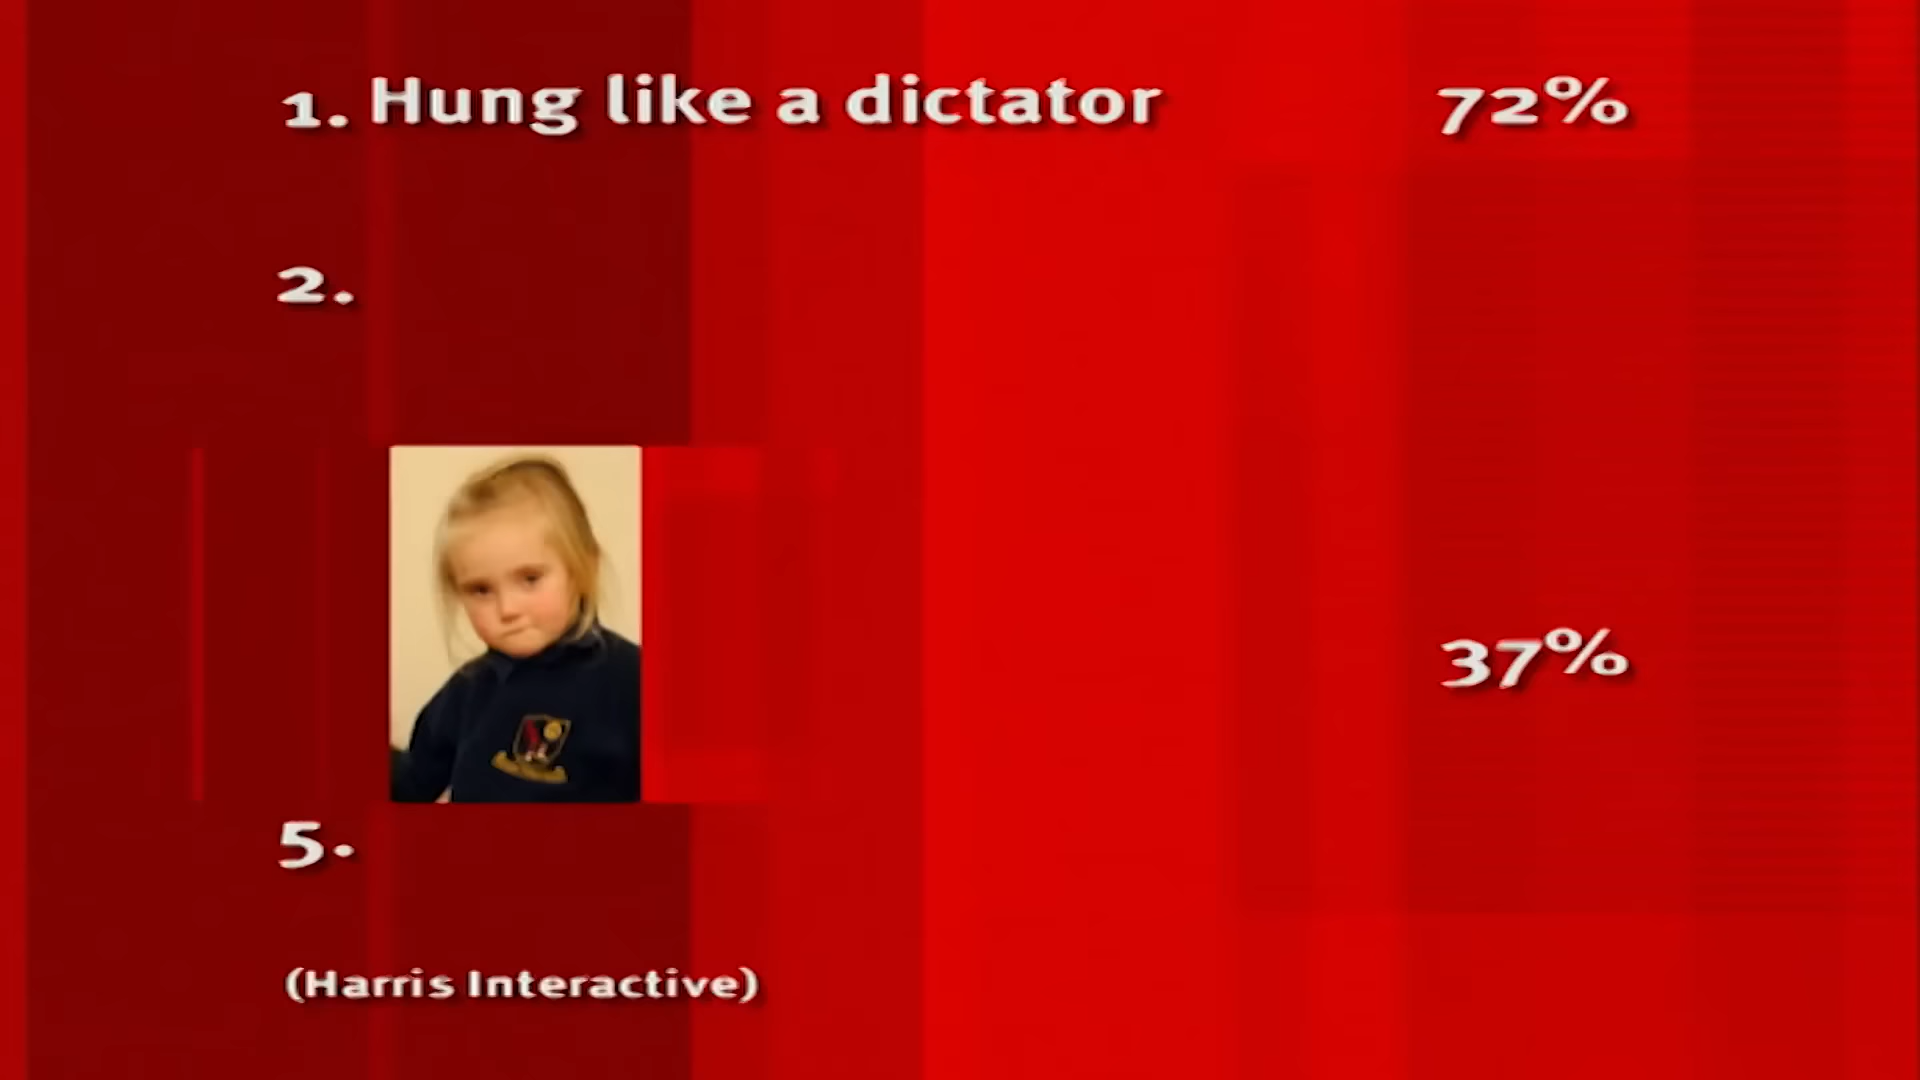 1. Hung like a dictator 72%
2.
37%
5.
(Harris Interactive)